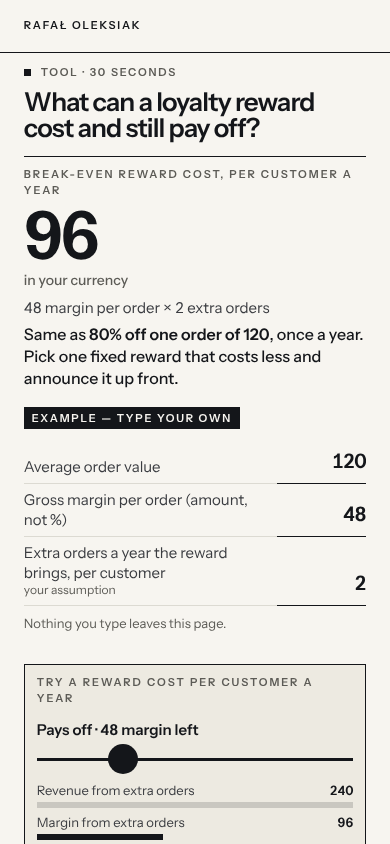 RAFAŁ OLEKSIAK
TOOL · 30 SECONDS
What can a loyalty reward
cost and still pay off?
BREAK-EVEN REWARD COST, PER CUSTOMER A
YEAR
96
in your currency
48 margin per order × 2 extra orders
Same as 80% off one order of 120, once a year.
Pick one fixed reward that costs less and
announce it up front.
EXAMPLE — TYPE YOUR OWN
Average order value 120
Gross margin per order (amount,
not %) 48
Extra orders a year the reward
brings, per customer
your assumption 2
Nothing you type leaves this page.
TRY A REWARD COST PER CUSTOMER A
YEAR
Pays off · 48 margin left
Revenue from extra orders 240
Margin from extra orders 96